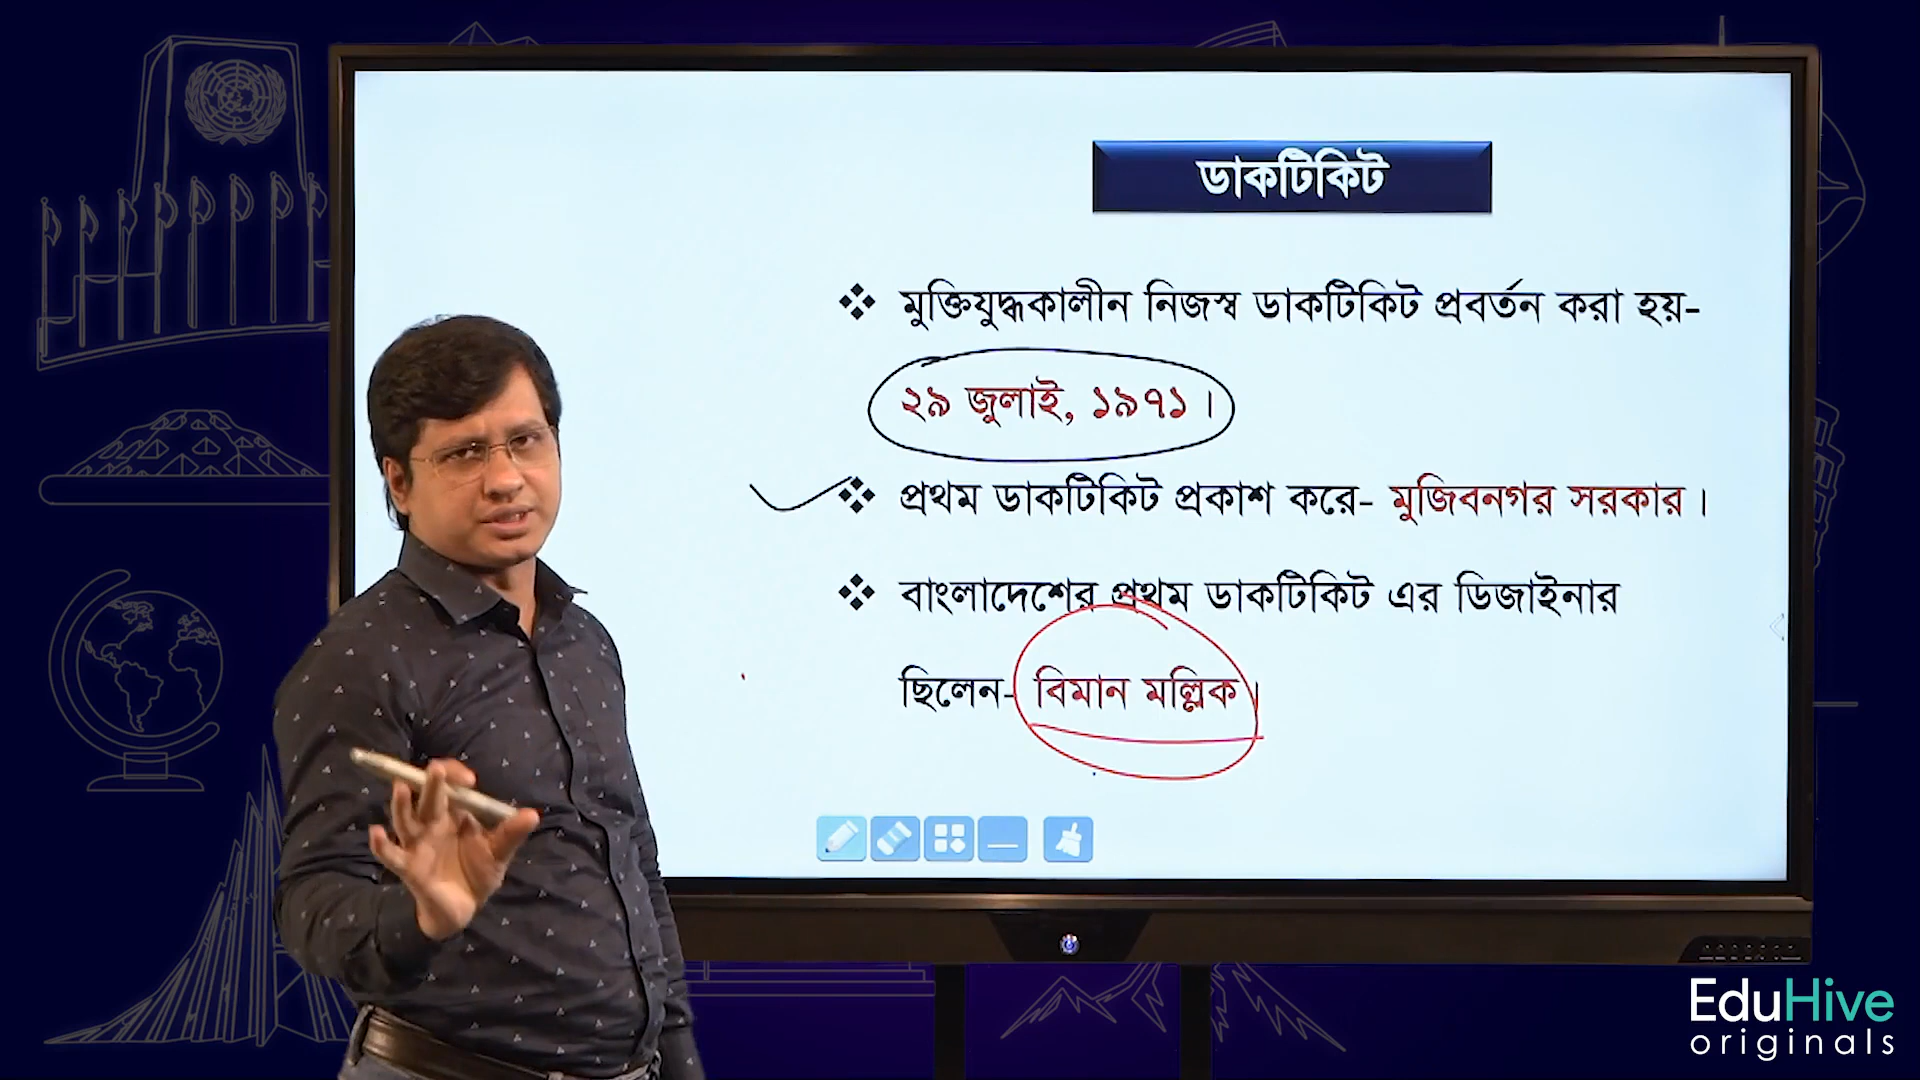 ডাকটিকিট
❖ মুক্তিযুদ্ধকালীন নিজস্ব ডাকটিকিট প্রবর্তন করা হয়-
২৯ জুলাই, ১৯৭১।
❖ প্রথম ডাকটিকিট প্রকাশ করে- মুজিবনগর সরকার।
❖ বাংলাদেশের প্রথম ডাকটিকিট এর ডিজাইনার
ছিলেন- বিমান মল্লিক।
EduHive
originals